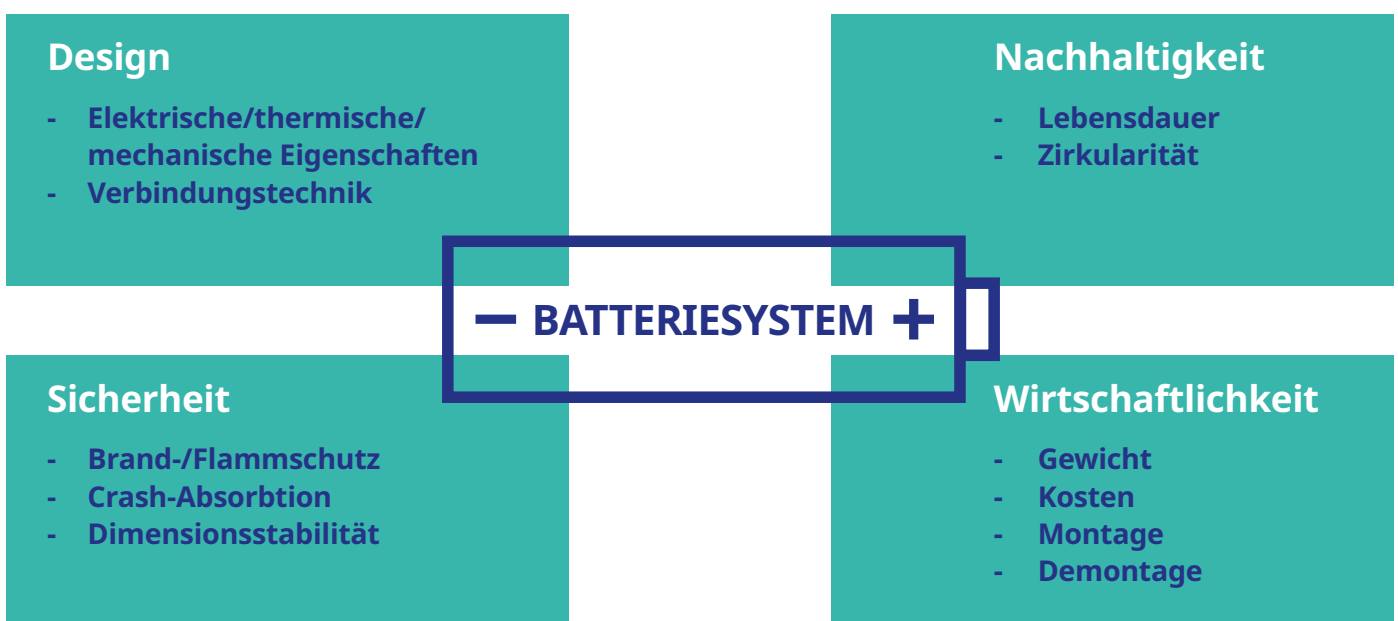 Design
- Elektrische/thermische/
mechanische Eigenschaften
- Verbindungstechnik
Nachhaltigkeit
- Lebensdauer
- Zirkularität
− BATTERIESYSTEM +
Sicherheit
- Brand-/Flammschutz
- Crash-Absorbtion
- Dimensionsstabilität
Wirtschaftlichkeit
- Gewicht
- Kosten
- Montage
- Demontage